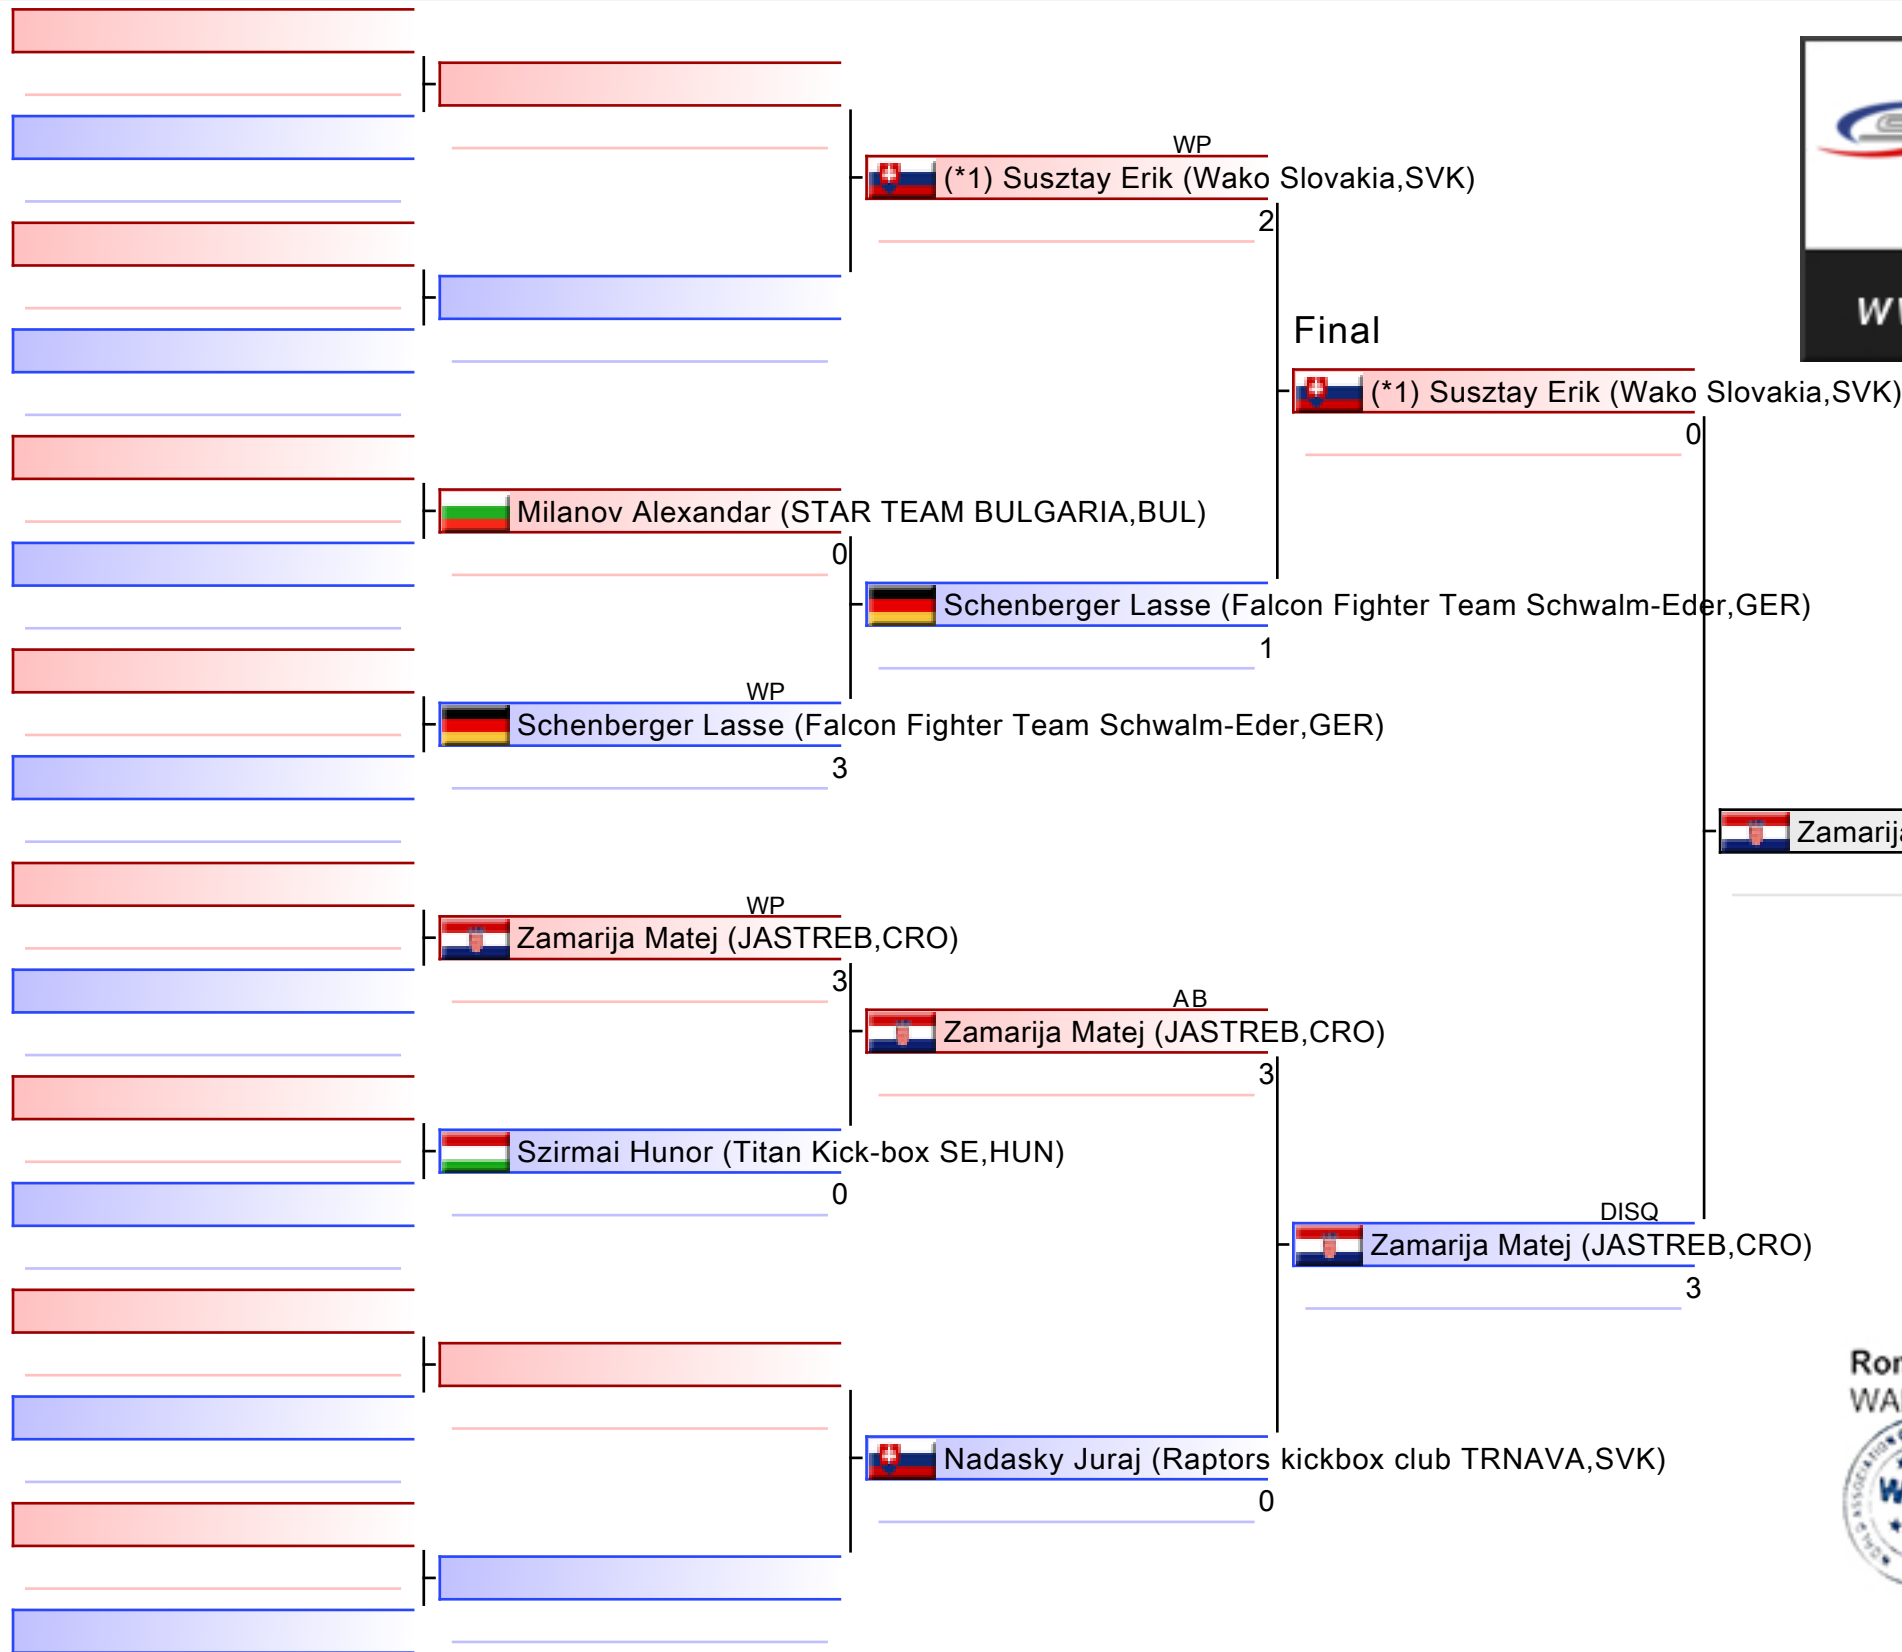 WP
(*1) Susztay Erik (Wako Slovakia,SVK)
2
Final
(*1) Susztay Erik (Wako Slovakia,SVK)
0
Milanov Alexandar (STAR TEAM BULGARIA,BUL)
0
Schenberger Lasse (Falcon Fighter Team Schwalm-Eder,GER)
1
WP
Schenberger Lasse (Falcon Fighter Team Schwalm-Eder,GER)
3
Zamarija
WP
Zamarija Matej (JASTREB,CRO)
3
AB
Zamarija Matej (JASTREB,CRO)
3
Szirmai Hunor (Titan Kick-box SE,HUN)
0
DISQ
Zamarija Matej (JASTREB,CRO)
3
Nadasky Juraj (Raptors kickbox club TRNAVA,SVK)
0